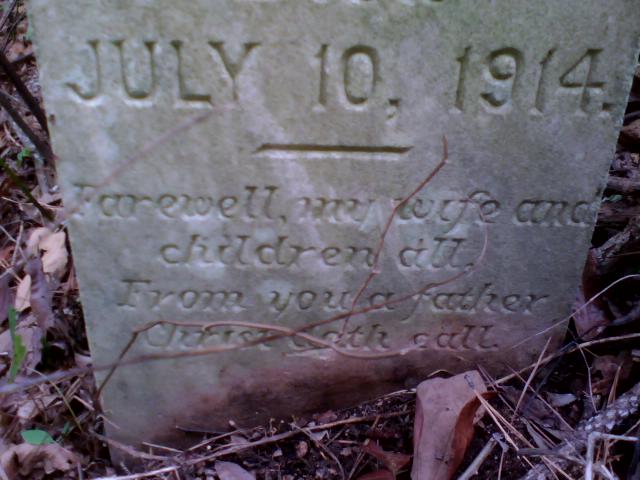 JULY 10, 1914.
Farewell, my wife and
children all.
From you a father
Christ doth call.